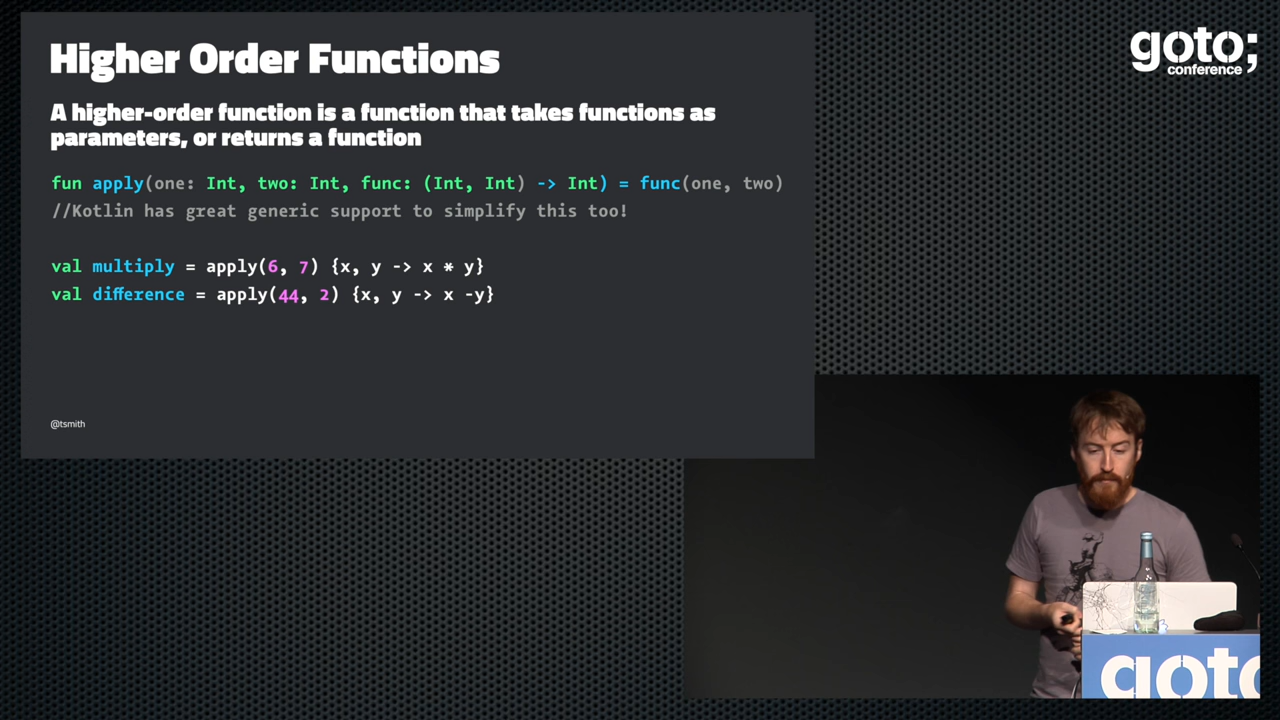 Higher Order Functions
A higher-order function is a function that takes functions as
parameters, or returns a function
fun apply(one: Int, two: Int, func: (Int, Int) -> Int) = func(one, two)
//Kotlin has great generic support to simplify this too!
val multiply = apply(6, 7) {x, y -> x * y}
val difference = apply(44, 2) {x, y -> x -y}
@tsmith
goto;
conference
goto